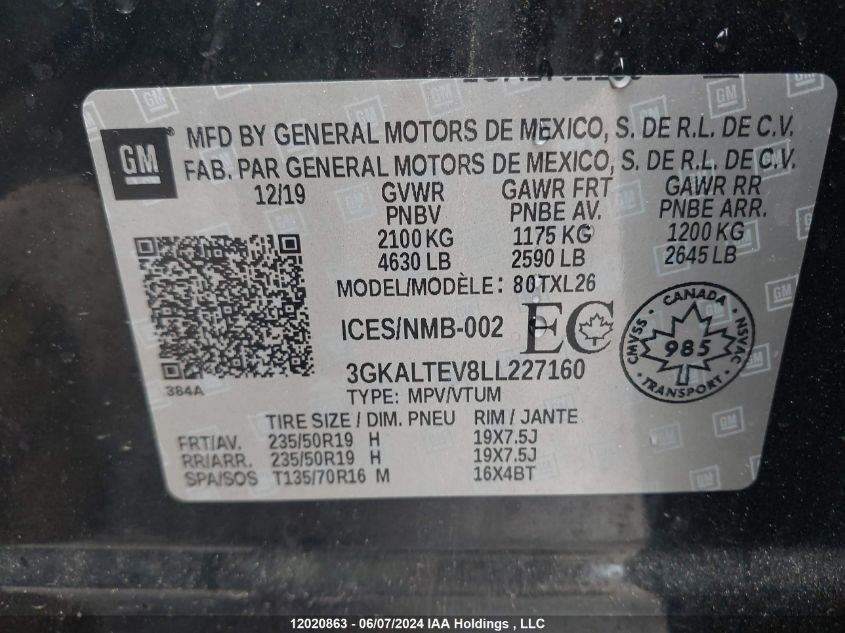 GM
MFD BY GENERAL MOTORS DE MEXICO, S. DE R.L. DE C.V.
FAB. PAR GENERAL MOTORS DE MEXICO, S. DE R.L. DE C.V.
12/19 GVWR GAWR FRT GAWR RR
PNBV PNBE AV. PNBE ARR.
2100 KG 1175 KG 1200 KG
4630 LB 2590 LB 2645 LB
MODEL/MODÈLE: 80TXL26
ICES/NMB-002 EC
CANADA
SVMAC NSVAC
985
TRANSPORT
3GKALTEV8LL227160
384A
TYPE: MPV/VTUM
TIRE SIZE / DIM. PNEU RIM / JANTE
FRT/AV. 235/50R19 H 19X7.5J
RR/ARR. 235/50R19 H 19X7.5J
SPA/SOS T135/70R16 M 16X4BT
12020863 - 06/07/2024 IAA Holdings , LLC